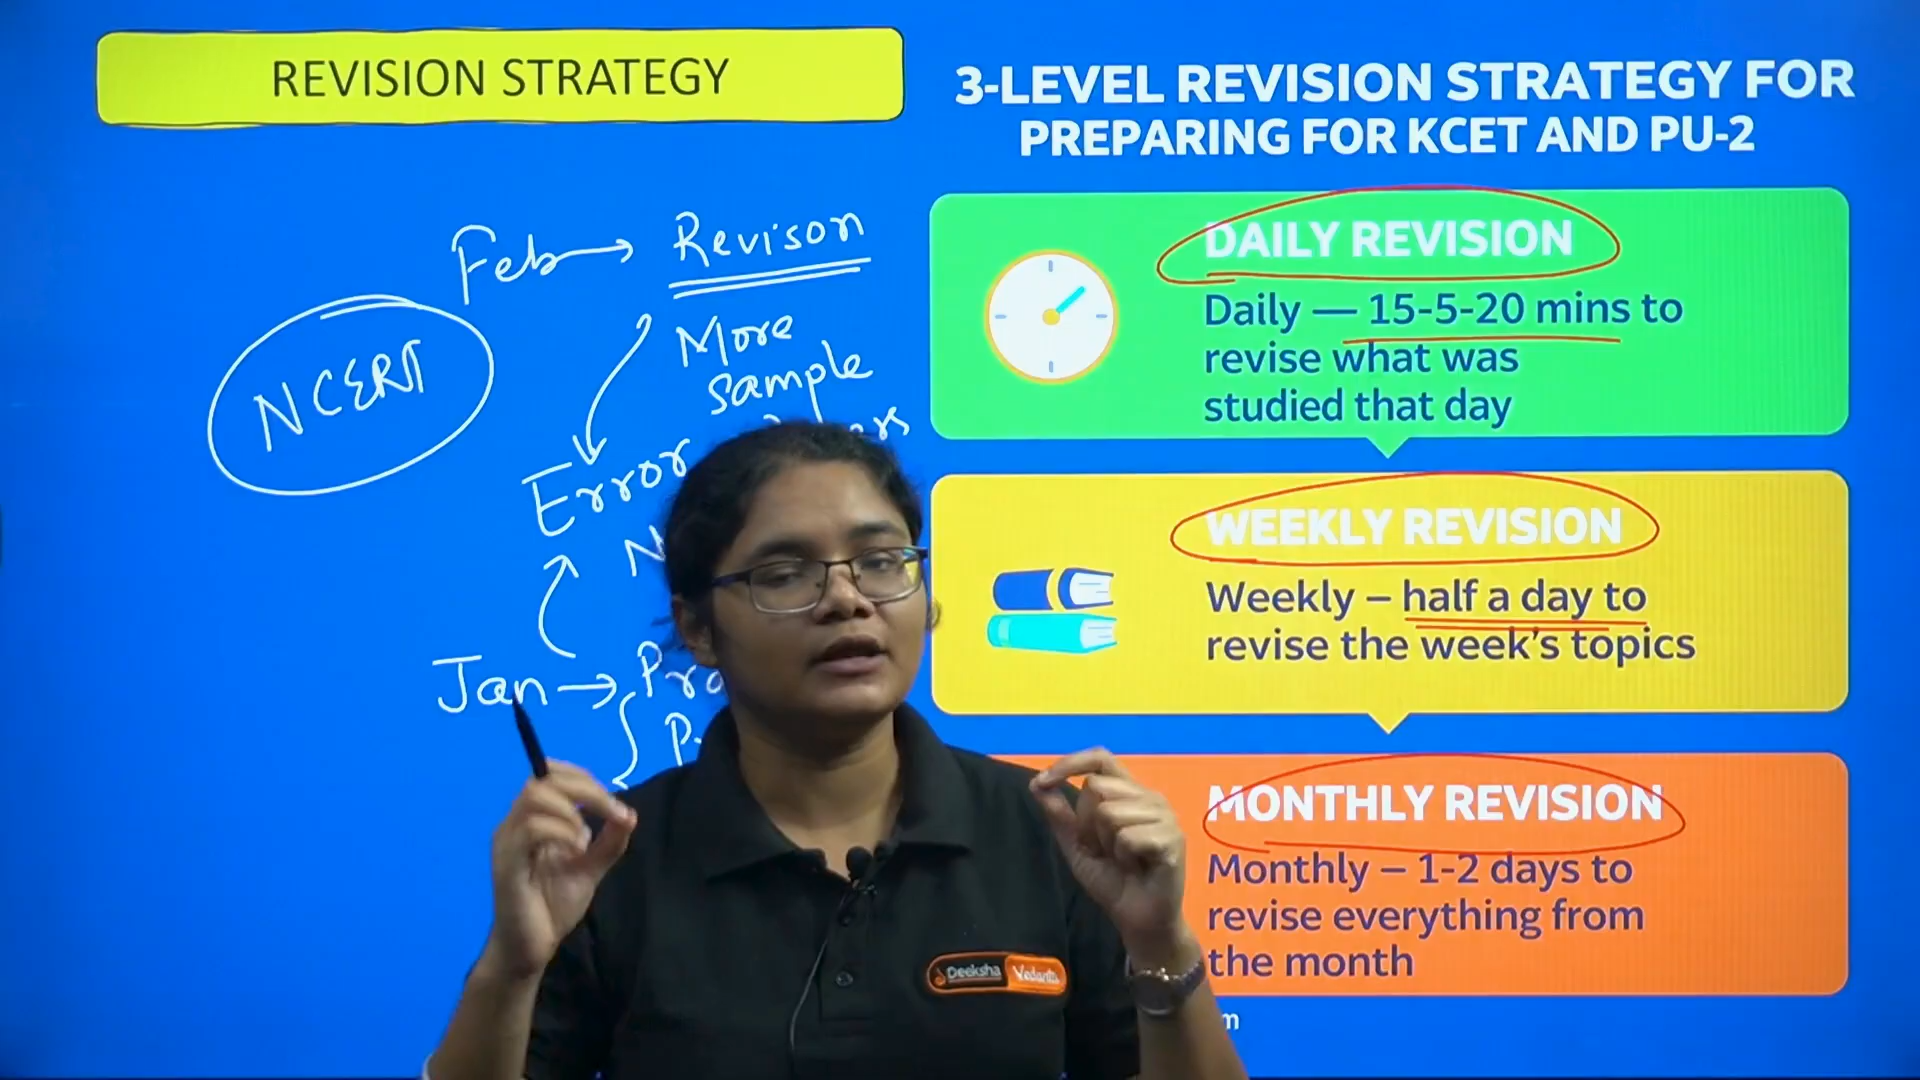 REVISION STRATEGY
3-LEVEL REVISION STRATEGY FOR
PREPARING FOR KCET AND PU-2
Feb → Revison
More
sample
NCERT
Error
Jan →
DAILY REVISION
Daily — 15-5-20 mins to
revise what was
studied that day
WEEKLY REVISION
Weekly – half a day to
revise the week's topics
MONTHLY REVISION
Monthly – 1-2 days to
revise everything from
the month
Deeksha Vedantu